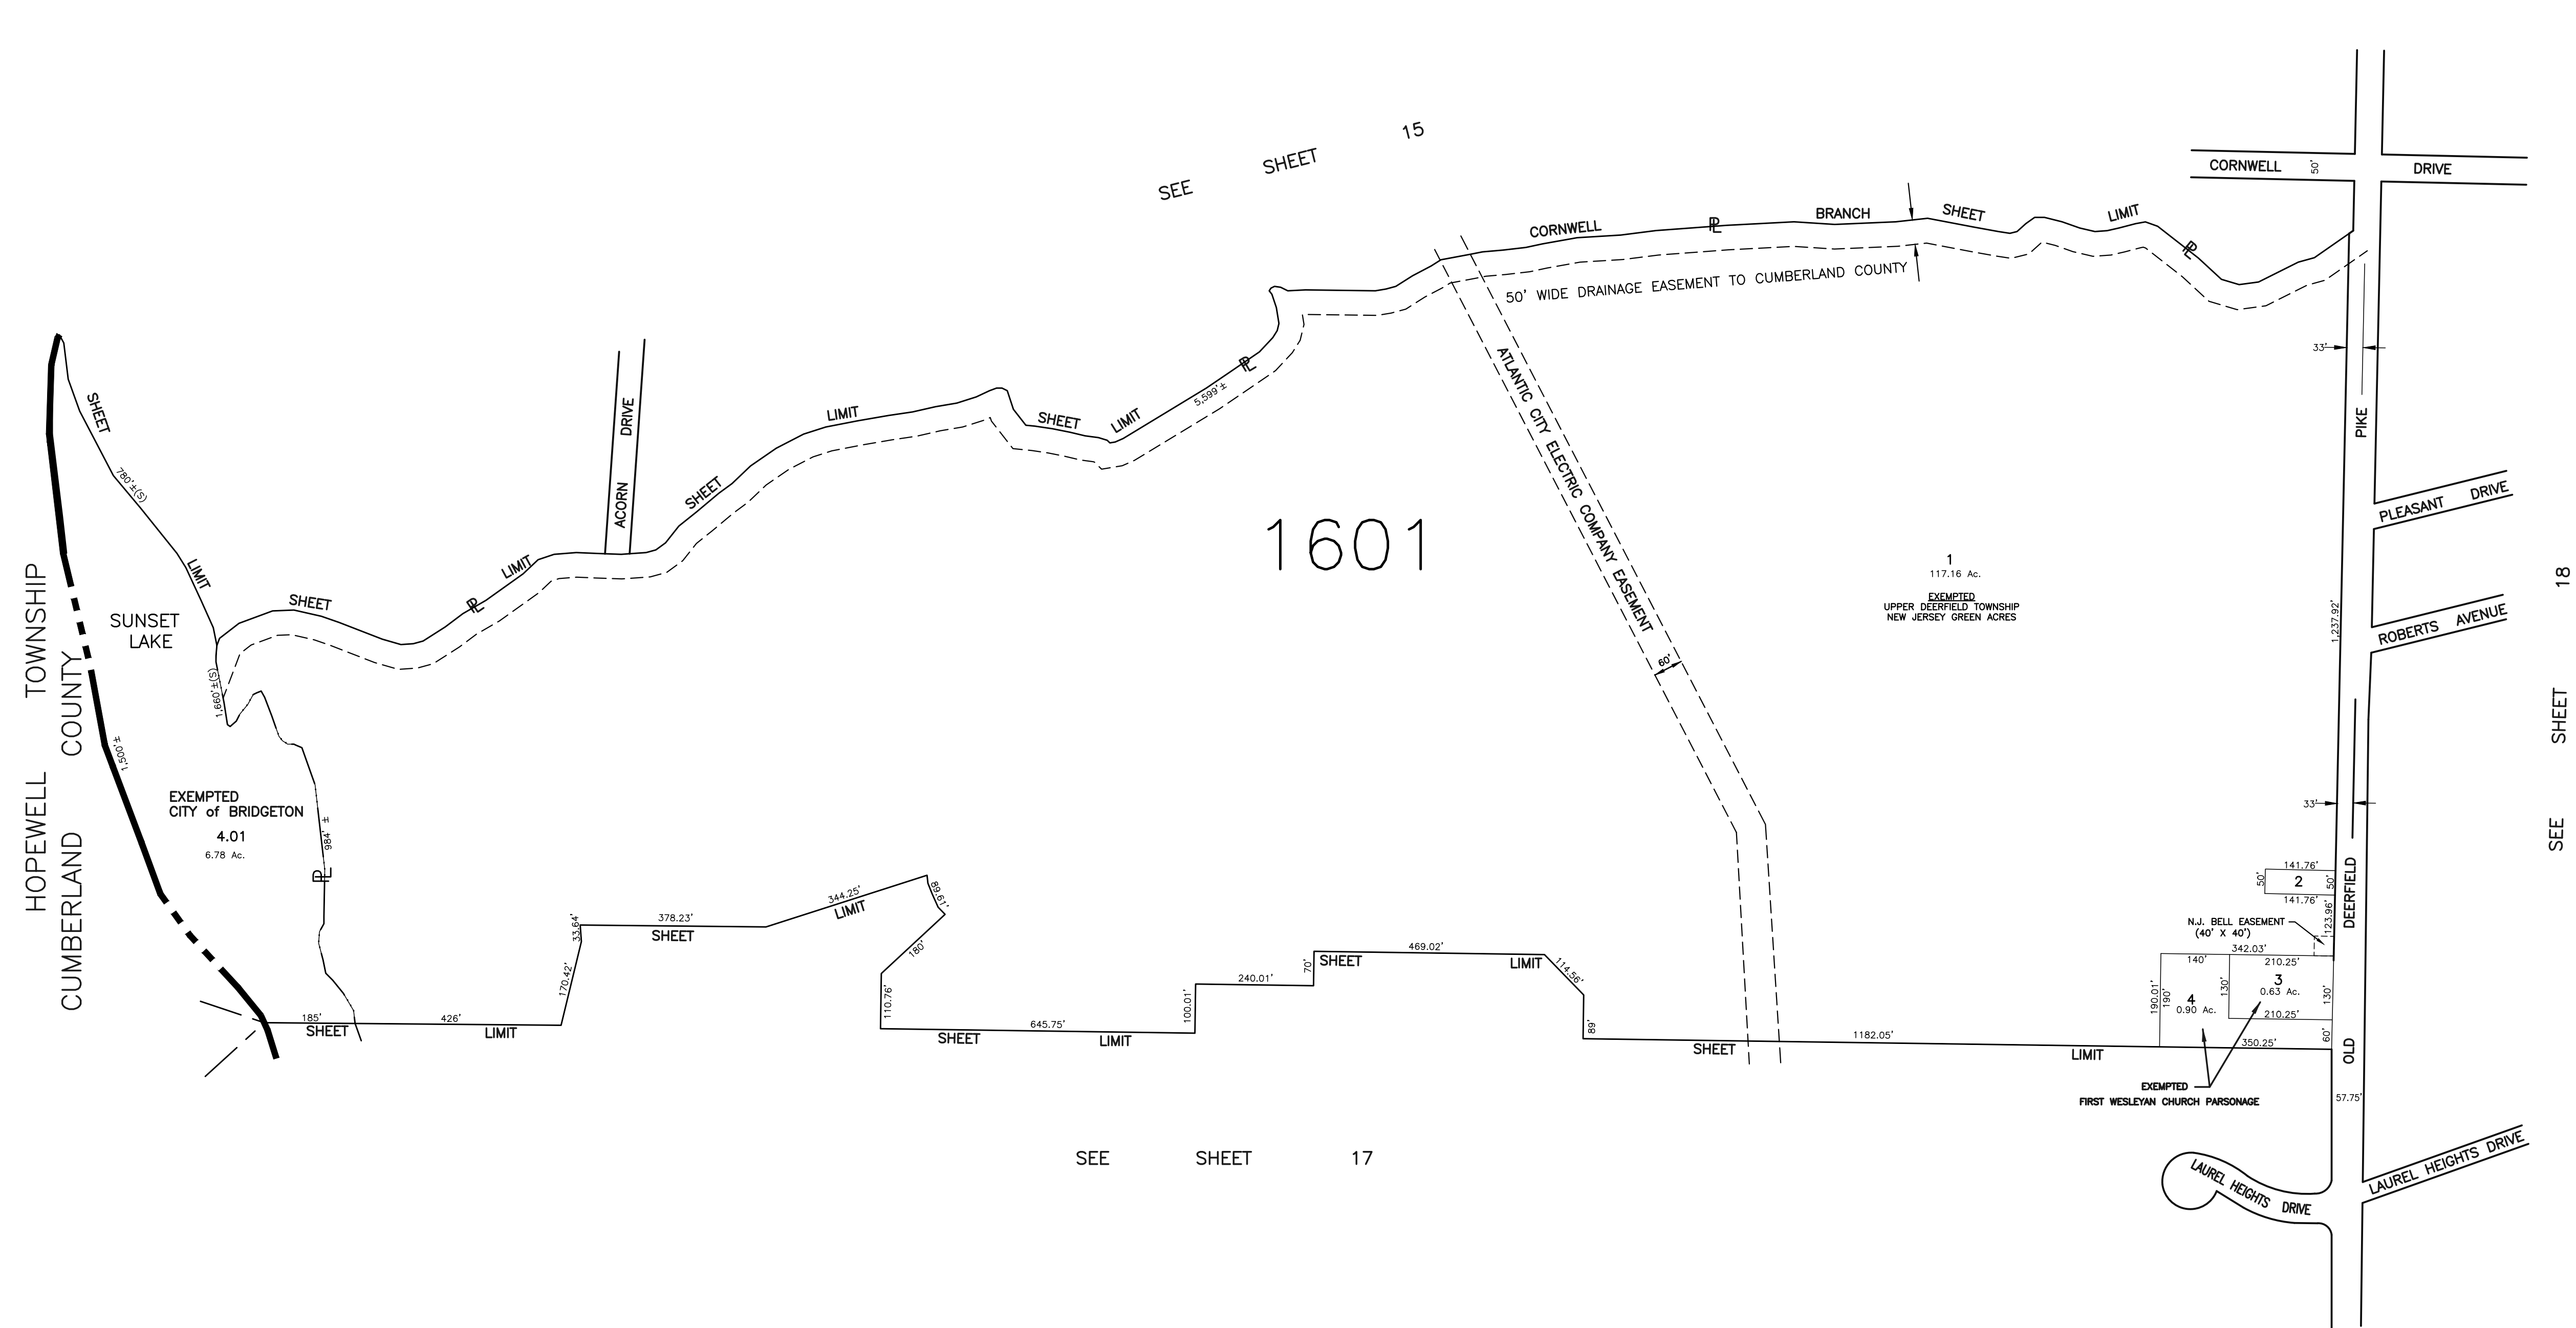 SEE SHEET 15
CORNWELL 50' DRIVE
CORNWELL ℙL BRANCH SHEET LIMIT ℙL
50' WIDE DRAINAGE EASEMENT TO CUMBERLAND COUNTY
33'
PIKE
SHEET
780'±(S)
LIMIT
ACORN DRIVE
SHEET
LIMIT
SHEET
LIMIT
5,599'±
ℙL
ATLANTIC CITY ELECTRIC COMPANY EASEMENT
60'
PLEASANT DRIVE
ROBERTS AVENUE
1601
1
117.16 Ac.
EXEMPTED
UPPER DEERFIELD TOWNSHIP
NEW JERSEY GREEN ACRES
1,237.92'
SEE SHEET 18
HOPEWELL TOWNSHIP
CUMBERLAND COUNTY
SUNSET
LAKE
SHEET
ℙL
LIMIT
1,660'±(S)
1,500'±
EXEMPTED
CITY of BRIDGETON
4.01
6.78 Ac.
984' ±
ℙL
33'
141.76'
50'
2
50'
141.76'
123.96'
DEERFIELD
N.J. BELL EASEMENT
(40' X 40')
342.03'
140'
210.25'
190.01'
190'
130'
3
0.63 Ac.
130'
4
0.90 Ac.
210.25'
60'
350.25'
OLD
EXEMPTED
FIRST WESLEYAN CHURCH PARSONAGE
57.75'
185'
SHEET
426'
LIMIT
170.42'
33.64'
378.23'
SHEET
344.25'
LIMIT
89.61'
180'
110.76'
645.75'
SHEET LIMIT
100.01'
240.01'
70'
469.02'
SHEET LIMIT
114.56'
89'
1182.05'
SHEET LIMIT
SEE SHEET 17
LAUREL HEIGHTS DRIVE
LAUREL HEIGHTS DRIVE